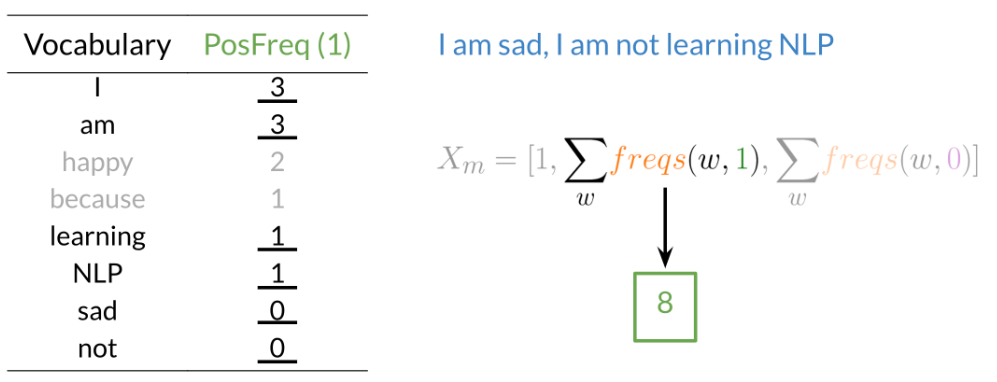 Vocabulary PosFreq (1)
I 3
am 3
happy 2
because 1
learning 1
NLP 1
sad 0
not 0
I am sad, I am not learning NLP
X_m = [1, ∑_w freqs(w, 1), ∑_w freqs(w, 0)]
8